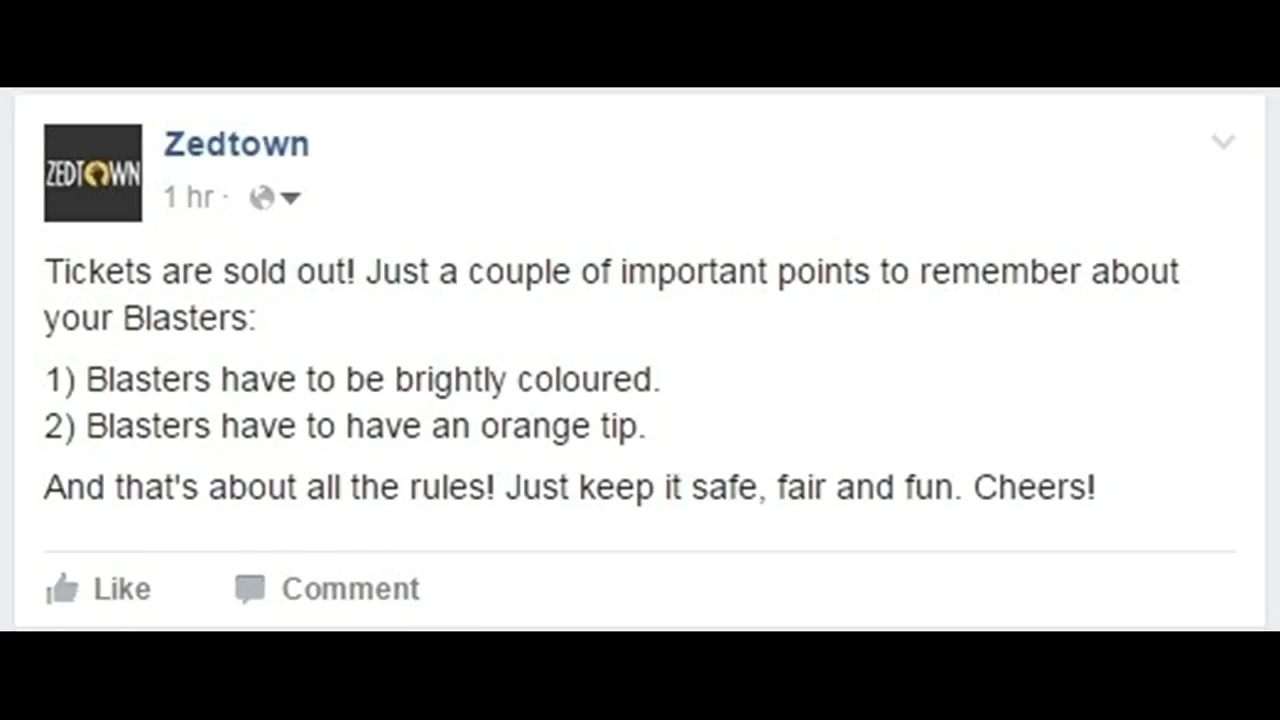 ZEDTOWN
Zedtown
1 hr ·
Tickets are sold out! Just a couple of important points to remember about
your Blasters:
1) Blasters have to be brightly coloured.
2) Blasters have to have an orange tip.
And that's about all the rules! Just keep it safe, fair and fun. Cheers!
Like Comment